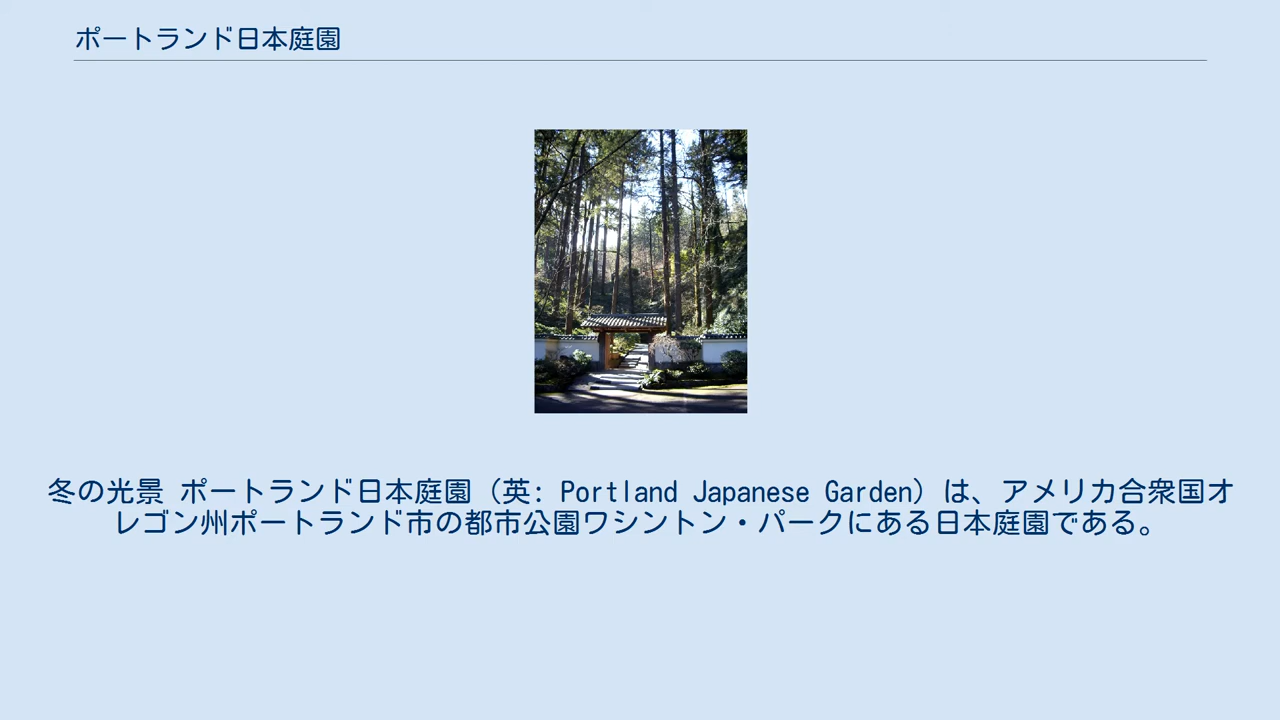 ポートランド日本庭園
冬の光景 ポートランド日本庭園（英: Portland Japanese Garden）は、アメリカ合衆国オ
レゴン州ポートランド市の都市公園ワシントン・パークにある日本庭園である。